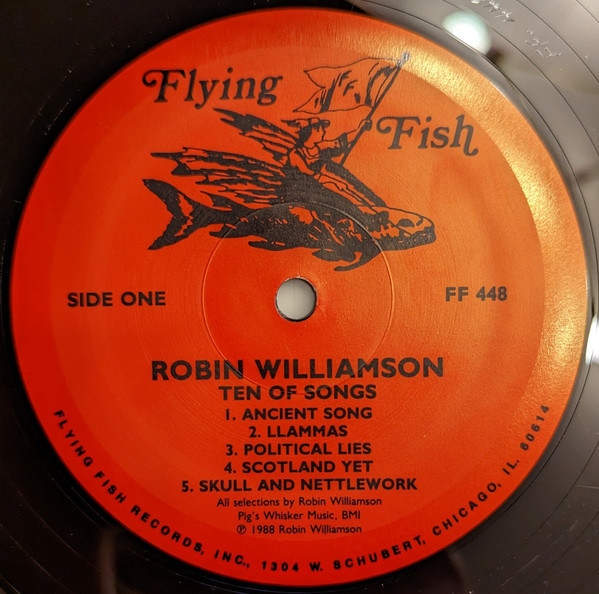 Flying
Fish
SIDE ONE
FF 448
ROBIN WILLIAMSON
TEN OF SONGS
1. ANCIENT SONG
2. LLAMMAS
3. POLITICAL LIES
4. SCOTLAND YET
5. SKULL AND NETTLEWORK
All selections by Robin Williamson
Pig's Whisker Music, BMI
℗ 1988 Robin Williamson
FLYING FISH RECORDS, INC., 1304 W. SCHUBERT, CHICAGO, IL. 60614